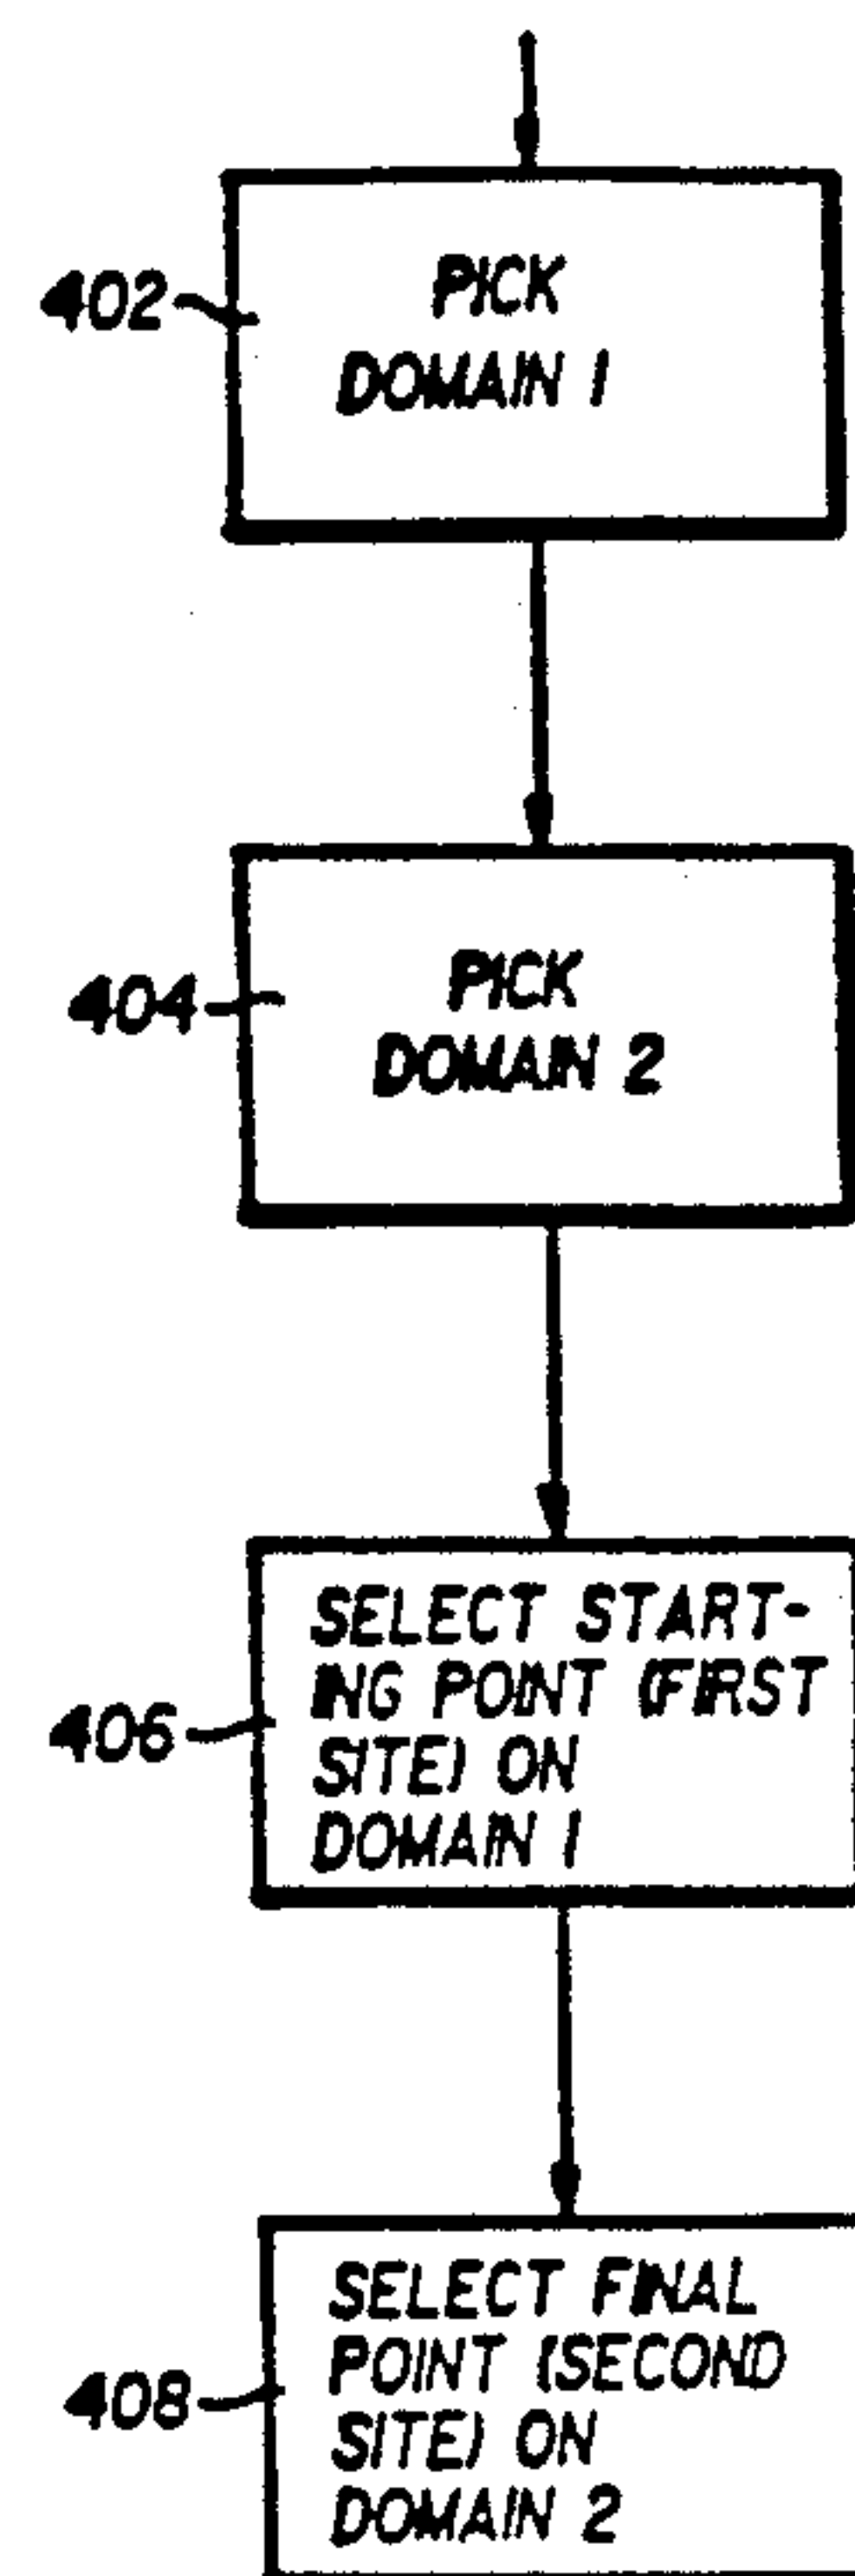 402
PICK
DOMAIN 1
404
PICK
DOMAIN 2
406
SELECT START-
ING POINT (FIRST
SITE) ON
DOMAIN 1
408
SELECT FINAL
POINT (SECOND
SITE) ON
DOMAIN 2